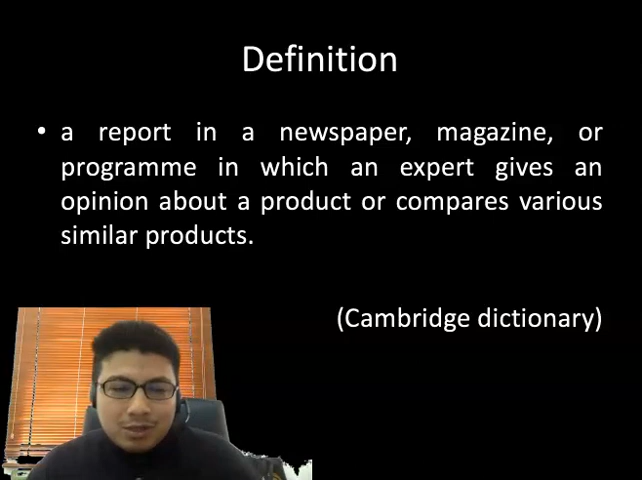 Definition
• a report in a newspaper, magazine, or
programme in which an expert gives an
opinion about a product or compares various
similar products.
(Cambridge dictionary)